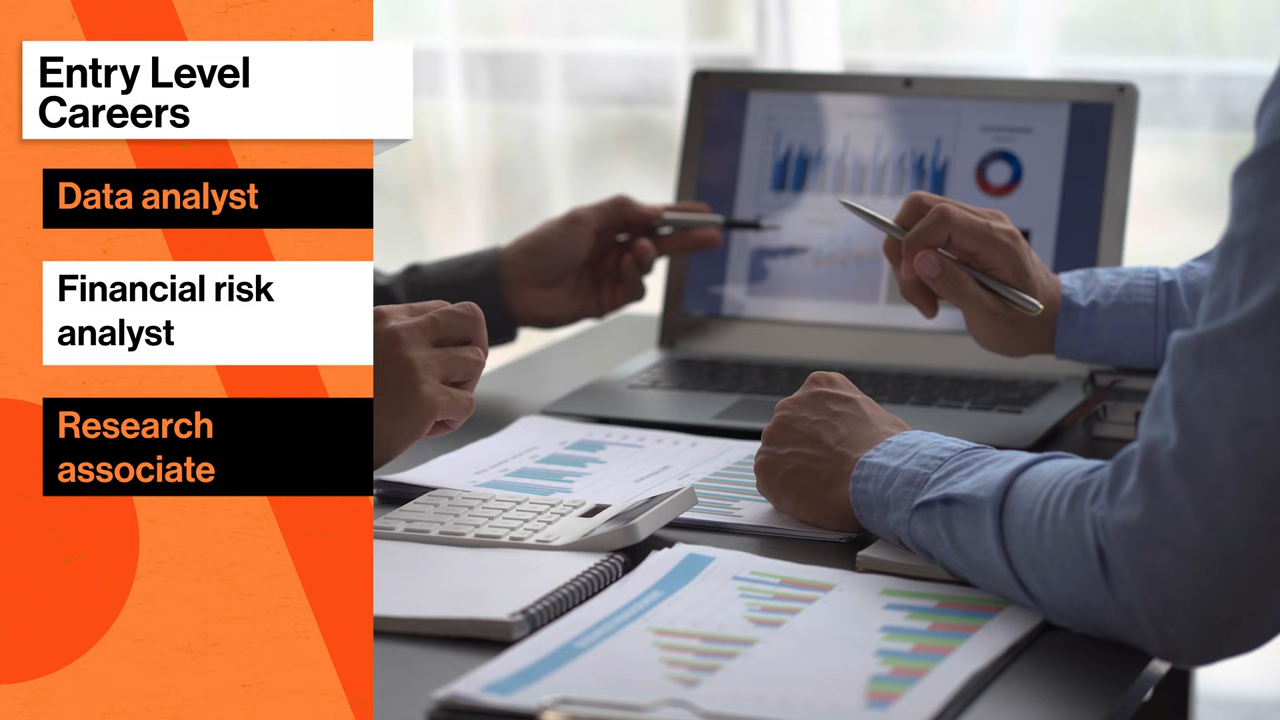 Entry Level
Careers
Data analyst
Financial risk
analyst
Research
associate